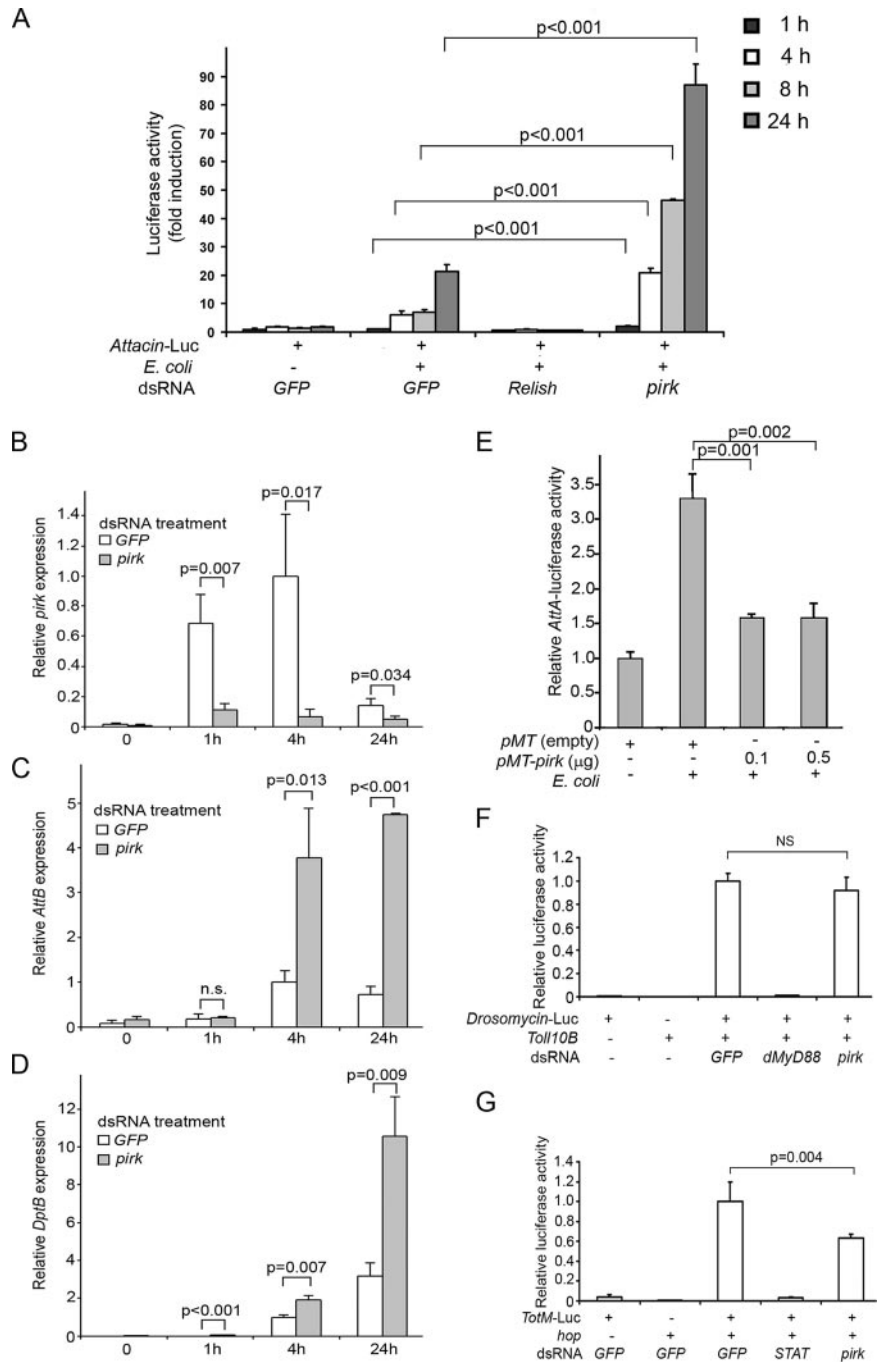 A
p<0.001
p<0.001
p<0.001
p<0.001
1 h
4 h
8 h
24 h
Luciferase activity
(fold induction)
90
80
70
60
50
40
30
20
10
0
Attacin-Luc + + + +
E. coli - + + +
dsRNA GFP GFP Relish pirk
B
Relative pirk expression
1.4
1.2
1.0
0.8
0.6
0.4
0.2
0
dsRNA treatment
GFP
pirk
p=0.007
p=0.017
p=0.034
0 1h 4h 24h
C
Relative AttB expression
5
4
3
2
1
0
dsRNA treatment
GFP
pirk
n.s.
p=0.013
p<0.001
0 1h 4h 24h
D
Relative DptB expression
12
10
8
6
4
2
0
dsRNA treatment
GFP
pirk
p<0.001
p=0.007
p=0.009
0 1h 4h 24h
E
Relative AttA-luciferase activity
3.5
3.0
2.5
2.0
1.5
1.0
0.5
0
p=0.002
p=0.001
pMT (empty) + + - -
pMT-pirk (μg) - - 0.1 0.5
E. coli - + + +
F
Relative luciferase activity
1.2
1.0
0.8
0.6
0.4
0.2
0
NS
Drosomycin-Luc + - + + +
Toll10B - + + + +
dsRNA - - GFP dMyD88 pirk
G
Relative luciferase activity
1.4
1.2
1.0
0.8
0.6
0.4
0.2
0
p=0.004
TotM-Luc + - + + +
hop - + + + +
dsRNA GFP GFP GFP STAT pirk